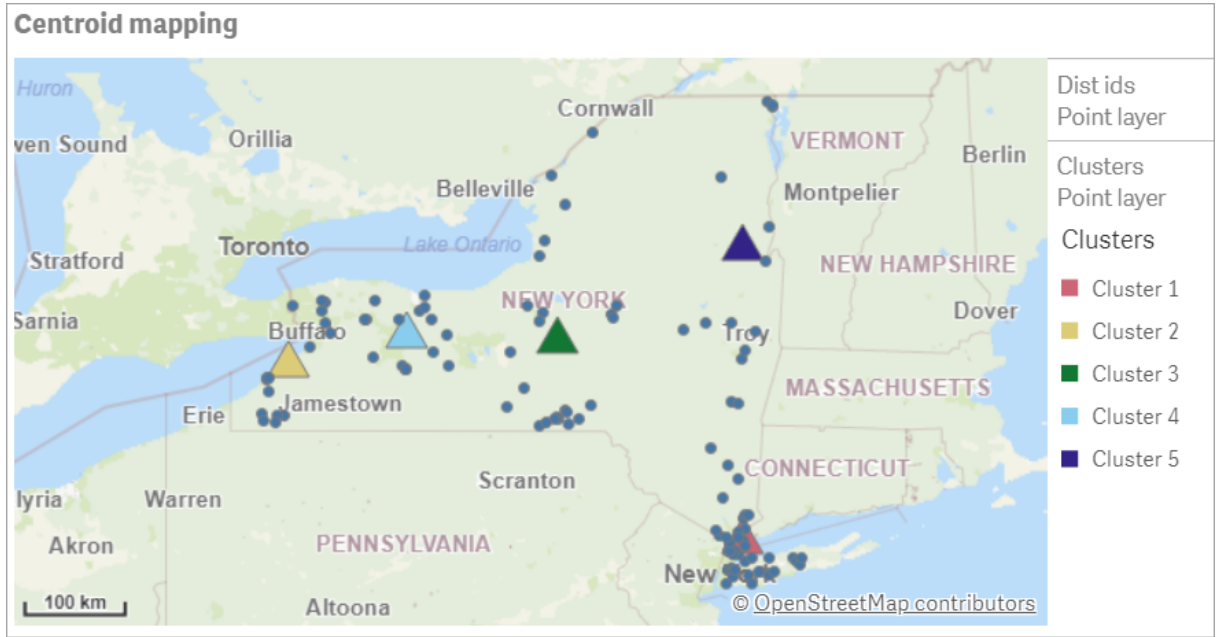 Centroid mapping
Huron
Cornwall
Orillia
VERMONT
ven Sound
Berlin
Belleville
Montpelier
Toronto
Lake Ontario
Stratford
NEW HAMPSHIRE
NEW YORK
Dover
Sarnia
Buffalo
Troy
MASSACHUSETTS
Jamestown
Erie
CONNECTICUT
Scranton
lyria
Warren
Akron
PENNSYLVANIA
New York
100 km
Altoona
© OpenStreetMap contributors
Dist ids
Point layer
Clusters
Point layer
Clusters
Cluster 1
Cluster 2
Cluster 3
Cluster 4
Cluster 5